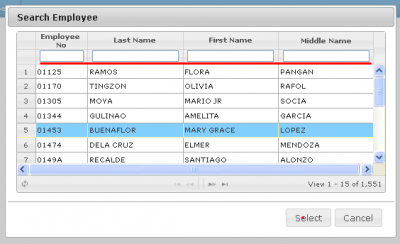 Search Employee
Employee No Last Name First Name Middle Name
1 01125 RAMOS FLORA PANGAN
2 01170 TINGZON OLIVIA RAFOL
3 01305 MOYA MARIO JR SOCIA
4 01344 GULINAO AMELITA GARCIA
5 01453 BUENAFLOR MARY GRACE LOPEZ
6 01474 DELA CRUZ ELMER MENDOZA
7 0149A RECALDE SANTIAGO ALONZO
View 1 - 15 of 1,551
Select Cancel